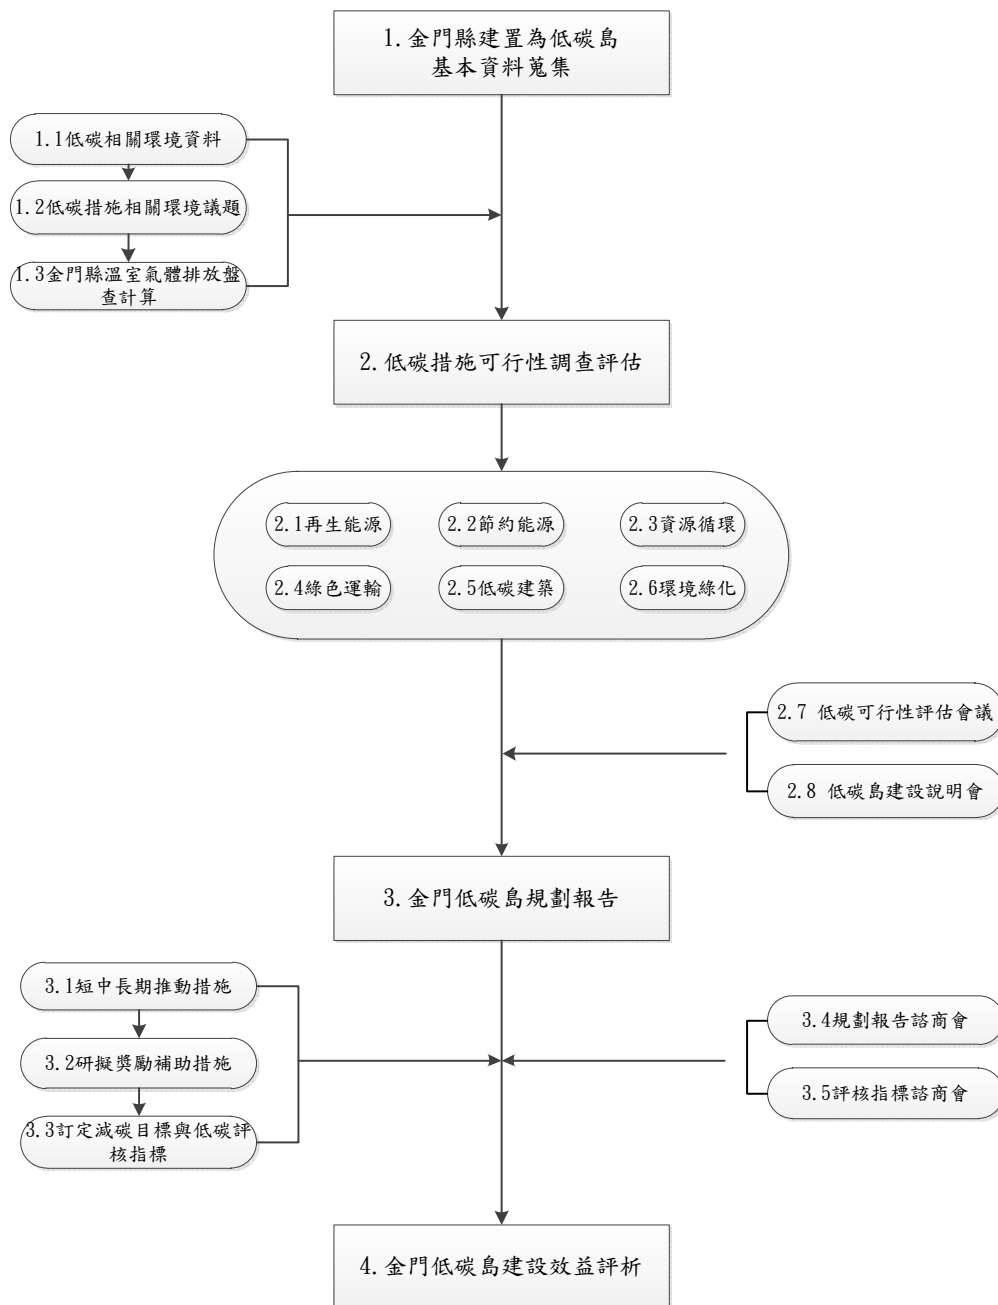 1.金門縣建置為低碳島
基本資料蒐集
1.1低碳相關環境資料
1.2低碳措施相關環境議題
1.3金門縣溫室氣體排放盤
查計算
2.低碳措施可行性調查評估
2.1再生能源
2.2節約能源
2.3資源循環
2.4綠色運輸
2.5低碳建築
2.6環境綠化
2.7 低碳可行性評估會議
2.8 低碳島建設說明會
3.金門低碳島規劃報告
3.1短中長期推動措施
3.2研擬獎勵補助措施
3.3訂定減碳目標與低碳評
核指標
3.4規劃報告諮商會
3.5評核指標諮商會
4.金門低碳島建設效益評析